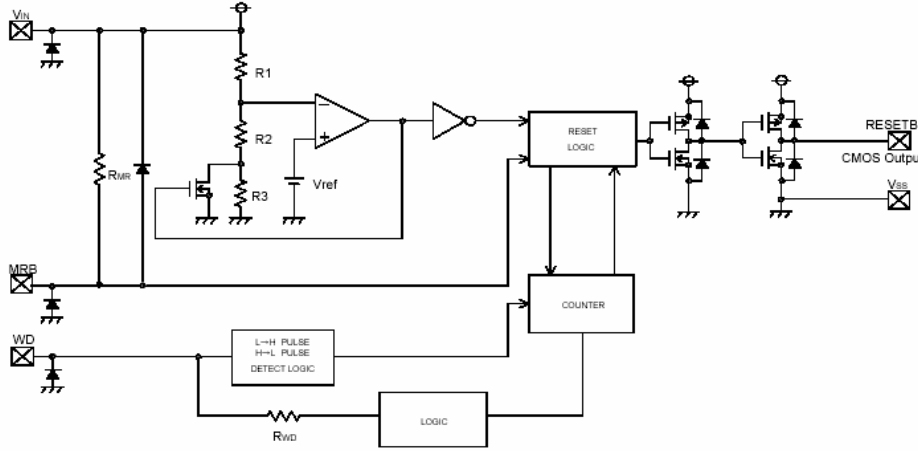 VIN
R1
R2
R3
RMR
Vref
RESET
LOGIC
RESETB
CMOS Output
VSS
MRB
COUNTER
WD
L→H PULSE
H→L PULSE
DETECT LOGIC
RWD
LOGIC